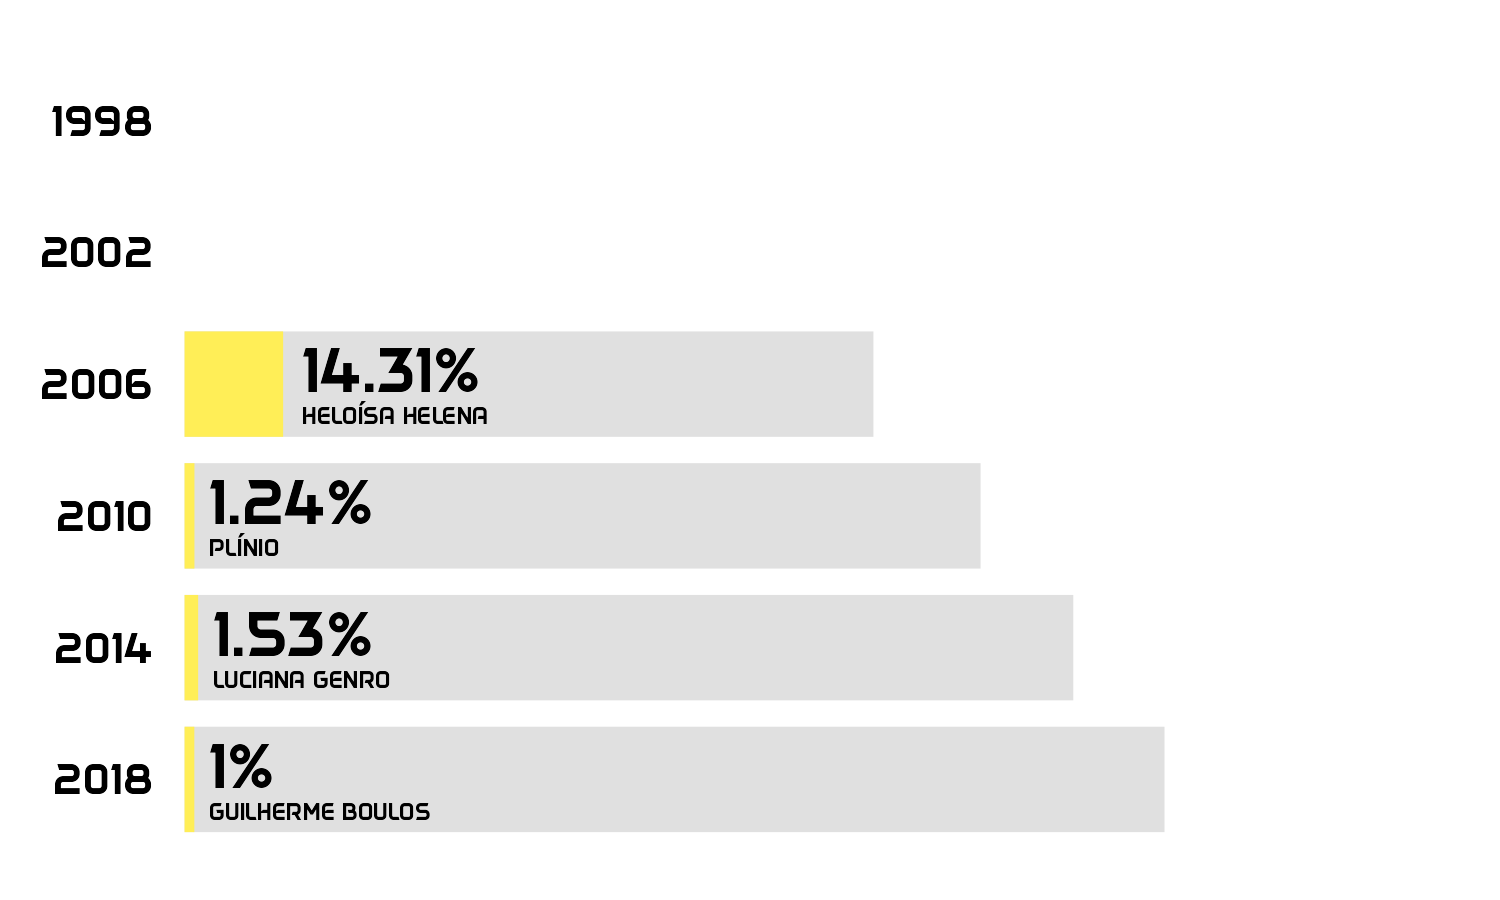 1998
2002
2006
14.31%
HELOÍSA HELENA
2010
1.24%
PLÍNIO
2014
1.53%
LUCIANA GENRO
2018
1%
GUILHERME BOULOS